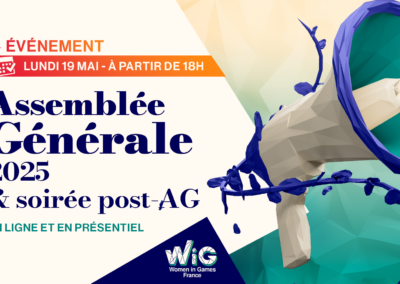 ÉVÉNEMENT
LUNDI 19 MAI - À PARTIR DE 18H
Assemblée
Générale
2025
& soirée post-AG
EN LIGNE ET EN PRÉSENTIEL
WiG
Women in Games
France